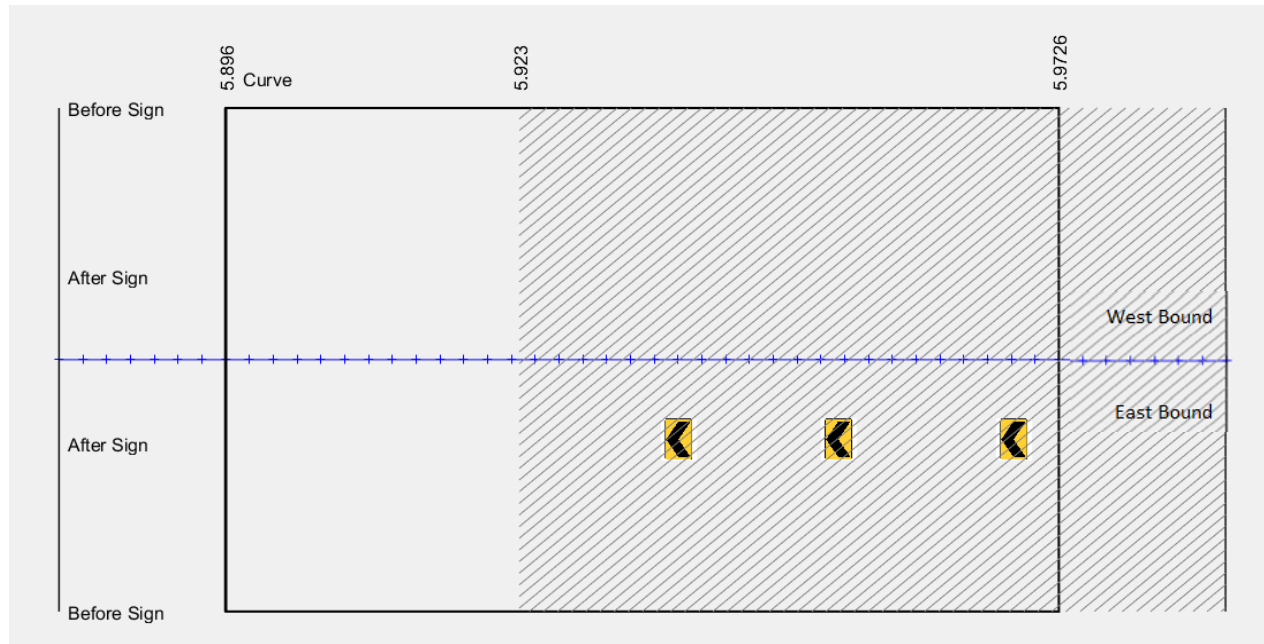 5.896
Curve
5.923
5.9726
Before Sign
After Sign
West Bound
East Bound
After Sign
Before Sign